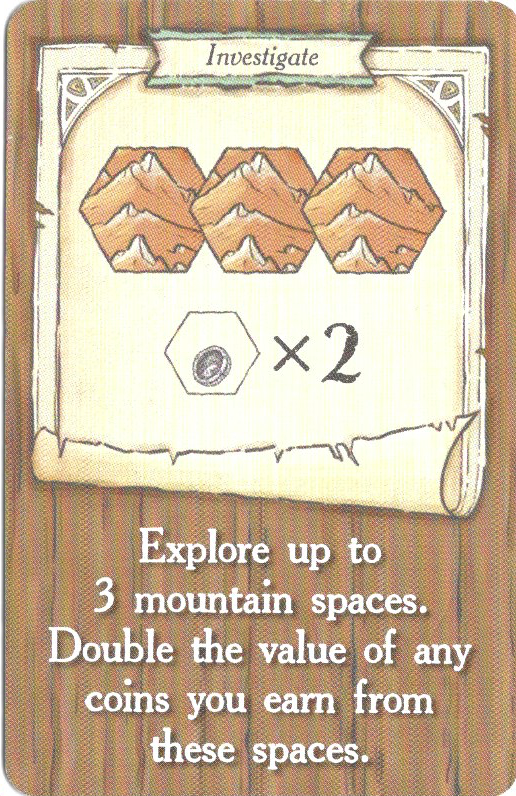 Investigate
×2
Explore up to
3 mountain spaces.
Double the value of any
coins you earn from
these spaces.